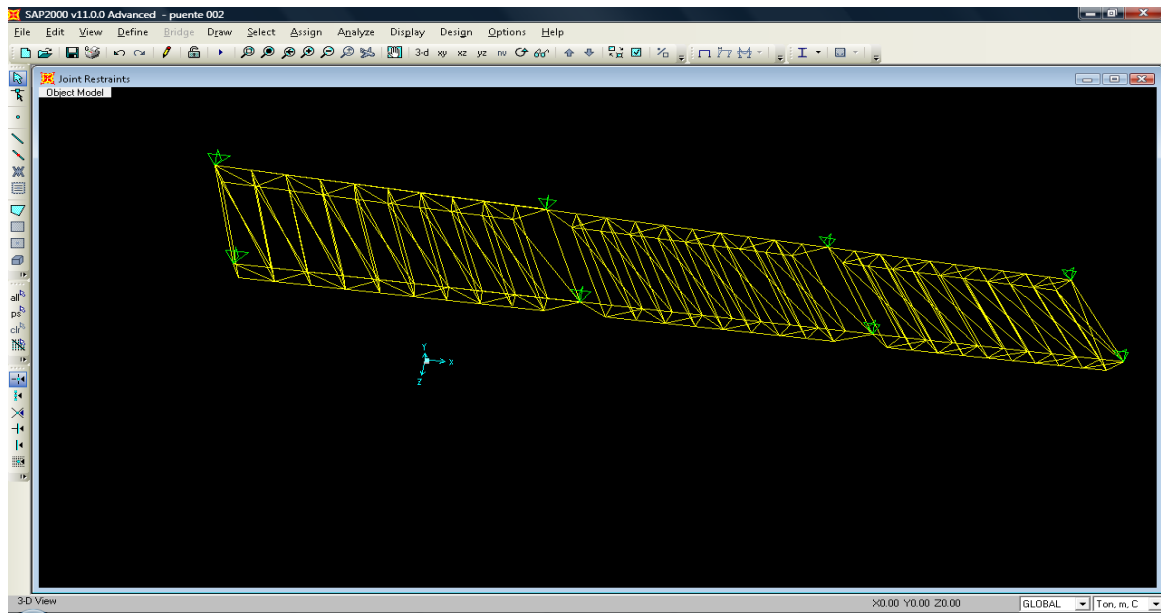 SAP2000 v11.0.0 Advanced - puente 002
File Edit View Define Bridge Draw Select Assign Analyze Display Design Options Help
3-d xy xz yz nv
Joint Restraints
Object Model
all
ps
clr
Y
X
Z
3-D View
X0.00 Y0.00 Z0.00
GLOBAL
Ton, m, C